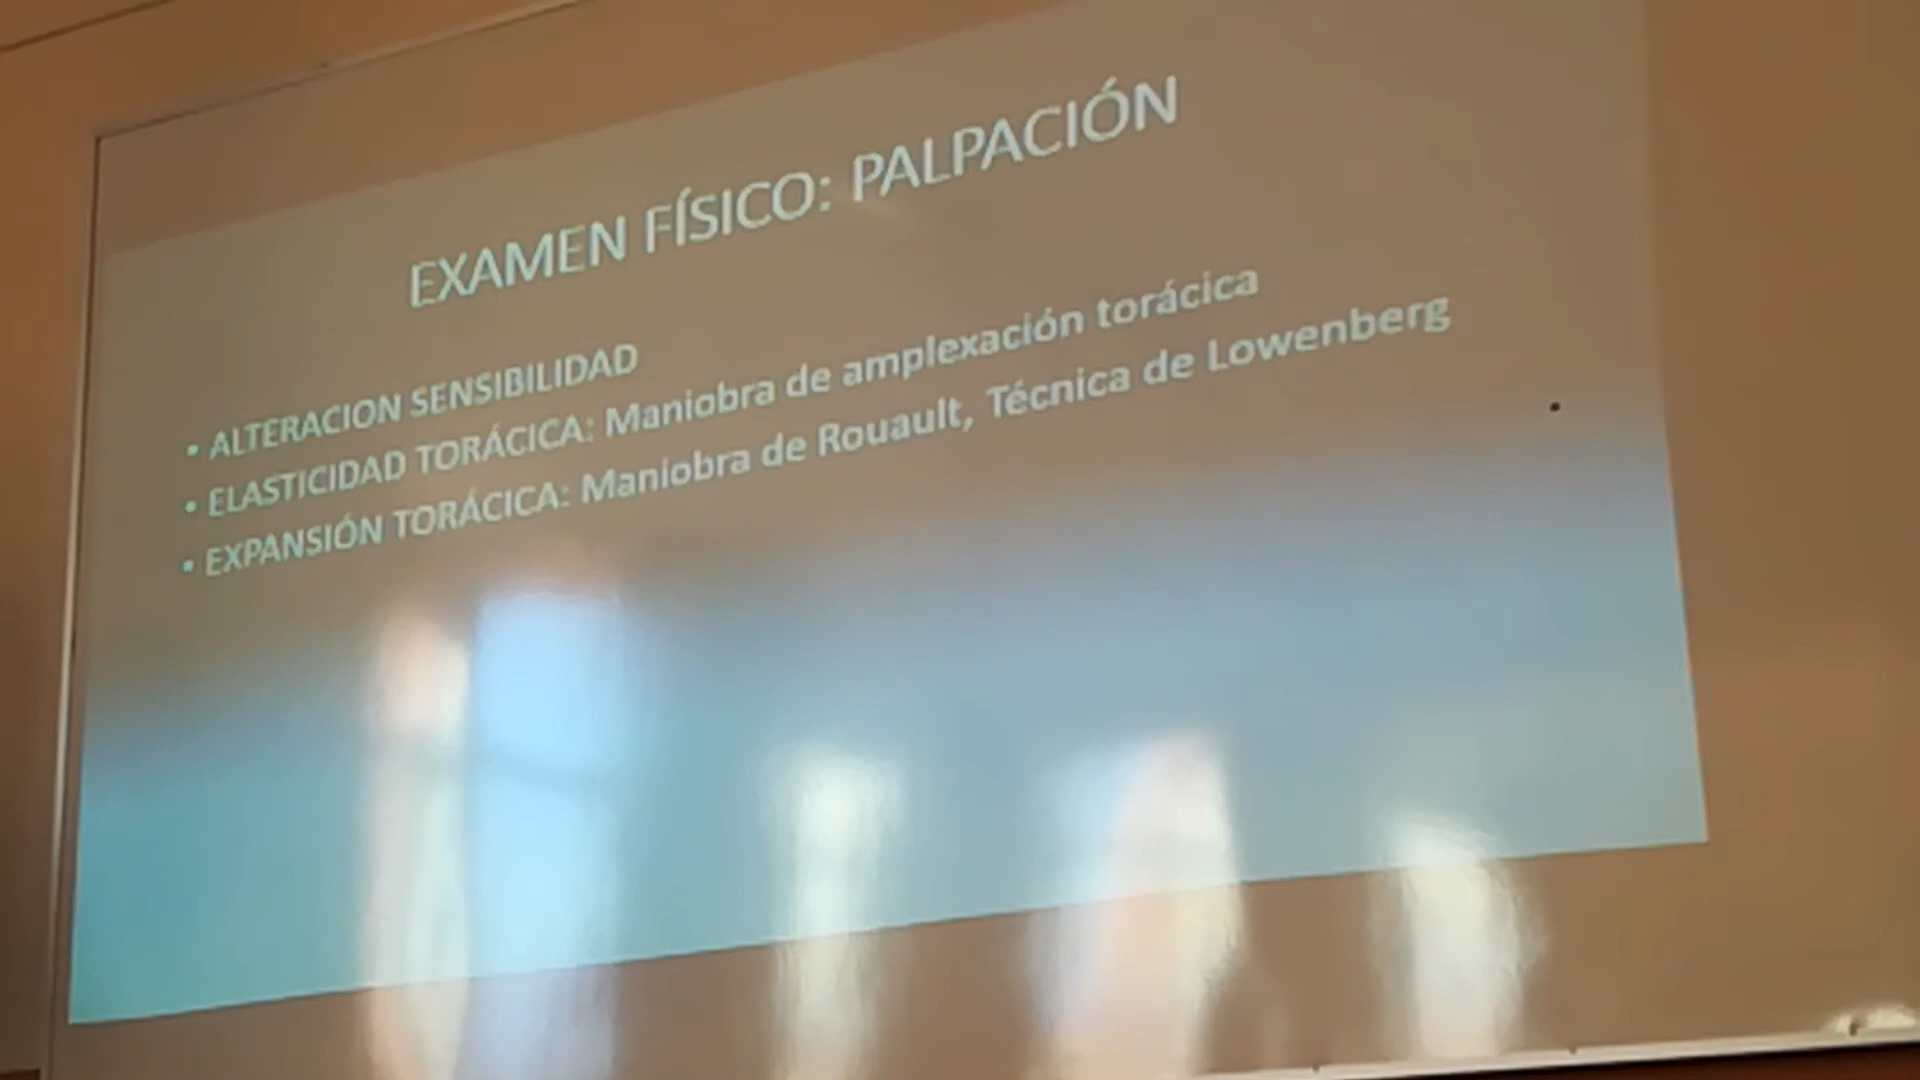 EXAMEN FÍSICO: PALPACIÓN
• ALTERACION SENSIBILIDAD
• ELASTICIDAD TORÁCICA: Maniobra de amplexación torácica
• EXPANSIÓN TORÁCICA: Maniobra de Rouault, Técnica de Lowenberg